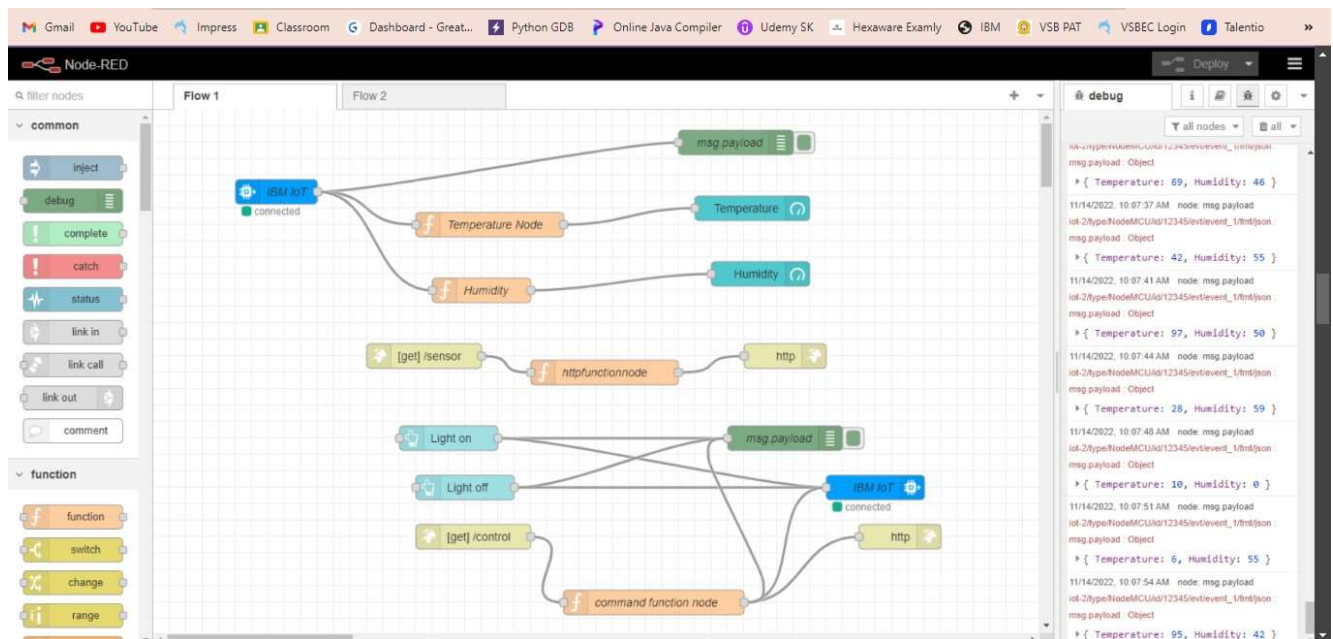 Gmail YouTube Impress Classroom Dashboard - Great... Python GDB Online Java Compiler Udemy SK Hexaware Examly IBM VSB PAT VSBEC Login Talentio »
Node-RED Deploy
filter nodes
Flow 1 Flow 2
debug
all nodes all
common
inject
debug
complete
catch
status
link in
link call
link out
comment
function
function
switch
change
range
msg.payload
IBM IoT
connected
Temperature Node
Temperature
Humidity
Humidity
[get] /sensor
httpfunctionnode
http
Light on
msg.payload
Light off
IBM IoT
connected
[get] /control
http
command function node
iot-2/type/NodeMCU/id/12345/evt/event_1/fmt/json :
msg.payload : Object
{ Temperature: 69, Humidity: 46 }
11/14/2022, 10:07:37 AM node: msg.payload
iot-2/type/NodeMCU/id/12345/evt/event_1/fmt/json :
msg.payload : Object
{ Temperature: 42, Humidity: 55 }
11/14/2022, 10:07:41 AM node: msg.payload
iot-2/type/NodeMCU/id/12345/evt/event_1/fmt/json :
msg.payload : Object
{ Temperature: 97, Humidity: 50 }
11/14/2022, 10:07:44 AM node: msg.payload
iot-2/type/NodeMCU/id/12345/evt/event_1/fmt/json :
msg.payload : Object
{ Temperature: 28, Humidity: 59 }
11/14/2022, 10:07:48 AM node: msg.payload
iot-2/type/NodeMCU/id/12345/evt/event_1/fmt/json :
msg.payload : Object
{ Temperature: 10, Humidity: 0 }
11/14/2022, 10:07:51 AM node: msg.payload
iot-2/type/NodeMCU/id/12345/evt/event_1/fmt/json :
msg.payload : Object
{ Temperature: 6, Humidity: 55 }
11/14/2022, 10:07:54 AM node: msg.payload
iot-2/type/NodeMCU/id/12345/evt/event_1/fmt/json :
msg.payload : Object
{ Temperature: 95, Humidity: 42 }